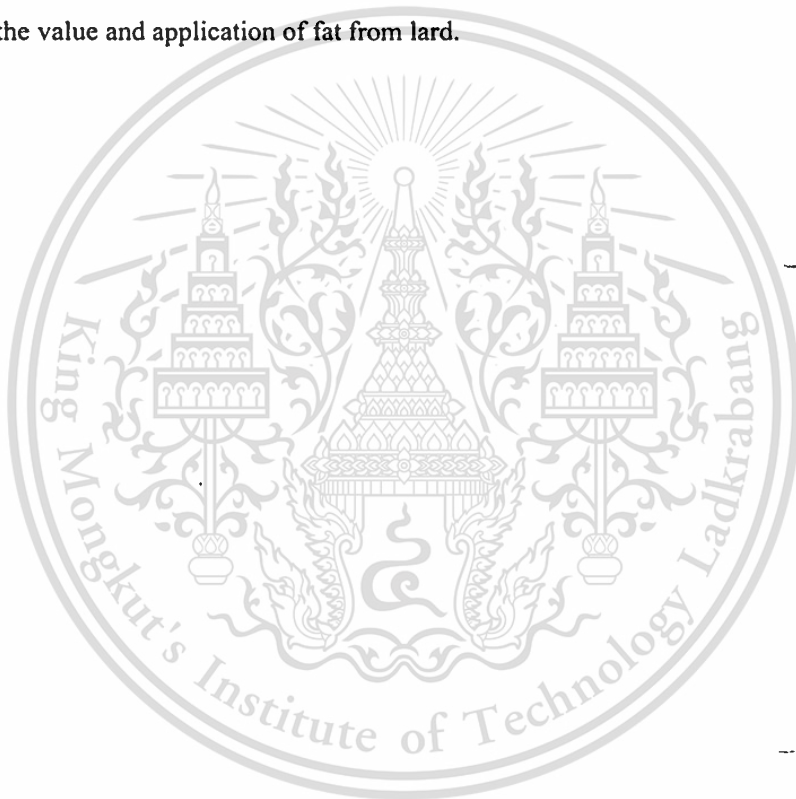 the value and application of fat from lard.
King Mongkut's Institute of Technology Ladkrabang